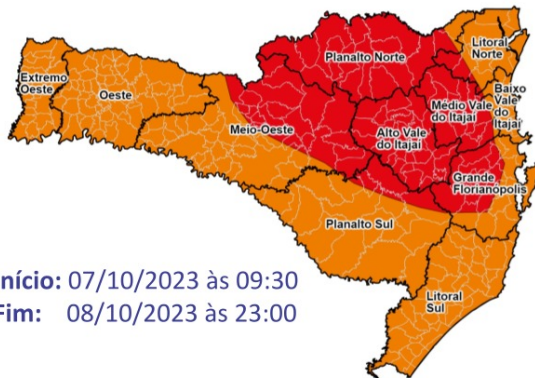 Litoral
Norte
Planalto Norte
Extremo
Oeste
Oeste
Baixo
Vale
do
Itajaí
Médio Vale
do Itajaí
Meio-Oeste
Alto Vale
do Itajaí
Grande
Florianopolis
Planalto Sul
nício: 07/10/2023 às 09:30
Fim: 08/10/2023 às 23:00
Litoral
Sul